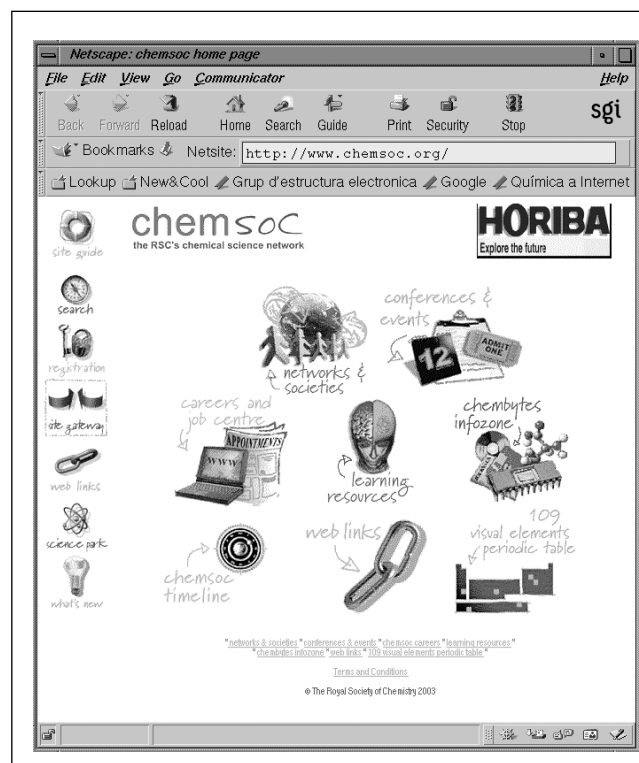 Netscape: chemsoc home page
File Edit View Go Communicator Help
Back Forward Reload Home Search Guide Print Security Stop
sgi
Bookmarks Netsite: http://www.chemsoc.org/
Lookup New&Cool Grup d'estructura electronica Google Química a Internet
site guide
chemsoc
the RSC's chemical science network
HORIBA
Explore the future
search
registration
site gateway
web links
science park
what's new
networks &
societies
conferences &
events
12
ADMIT
ONE
careers and
job centre
APPOINTMENTS
WWW
learning
resources
chembytes
infozone
chemsoc
timeline
web links
109
visual elements
periodic table
"networks & societies "conferences & events "chemsoc careers "learning resources "
"chembytes infozone "web links " 109 visual elements periodic table "
Terms and Conditions
© The Royal Society of Chemistry 2003